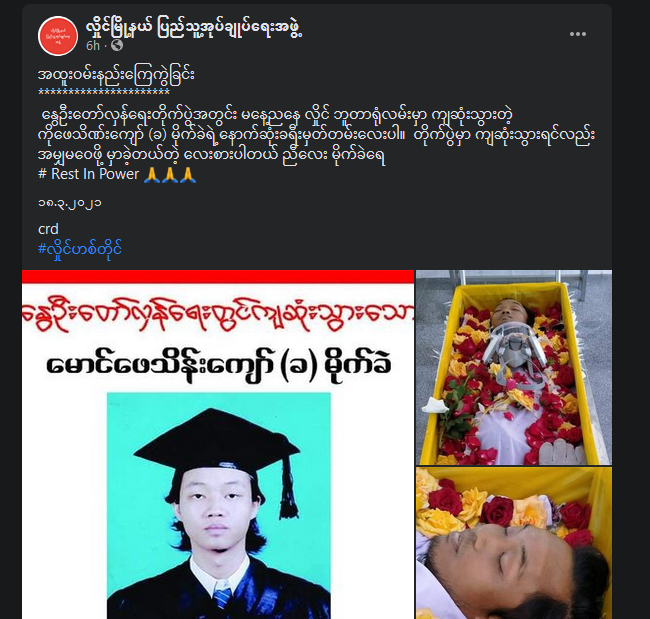 လှိုင်မြို့နယ် ပြည်သူ့အုပ်ချုပ်ရေးအဖွဲ့
6h ·
အထူးဝမ်းနည်းကြေကွဲခြင်း
**********************
နွေဦးတော်လှန်ရေးတိုက်ပွဲအတွင်း မနေ့ညနေ လှိုင် ဘူတာရုံလမ်းမှာ ကျဆုံးသွားတဲ့
ကိုဖေသိဏ်းကျော် (ခ) မိုက်ခဲရဲ့နောက်ဆုံးခရီးမှတ်တမ်းလေးပါ။ တိုက်ပွဲမှာ ကျဆုံးသွားရင်လည်း
အမျှမဝေဖို့ မှာခဲ့တယ်တဲ့ လေးစားပါတယ် ညီလေး မိုက်ခဲရေ
# Rest In Power 🙏🙏🙏
၁၈.၃.၂၀၂၁
crd
#လှိုင်ဟစ်တိုင်
နွေဦးတော်လှန်ရေးတွင်ကျဆုံးသွားသော
မောင်ဖေသိန်းကျော် (ခ) မိုက်ခဲ